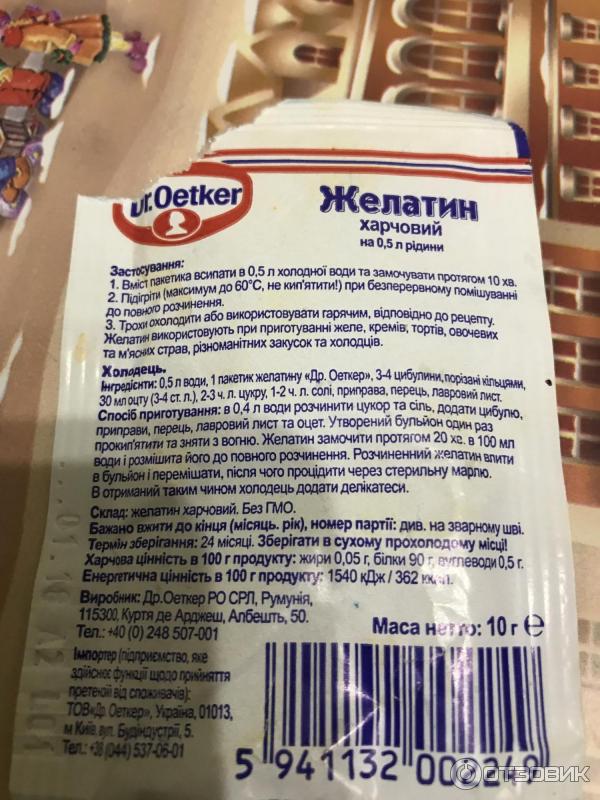 Dr.Oetker
Желатин
харчовий
на 0,5 л рідини
Застосування:
1. Вміст пакетика всипати в 0,5 л холодної води та замочувати протягом 10 хв.
2. Підігріти (максимум до 60°С, не кип'ятити!) при безперервному помішуванні
до повного розчинення.
3. Трохи охолодити або використовувати гарячим, відповідно до рецепту.
Желатин використовують при приготуванні желе, кремів, тортів, овочевих
та м'ясних страв, різноманітних закусок та холодців.
Холодець.
Інгредієнти: 0,5 л води, 1 пакетик желатину «Др. Оеткер», 3-4 цибулини, порізані кільцями,
30 мл оцту (3-4 ст. л.), 2-3 ч. л. цукру, 1-2 ч. л. солі, приправа, перець, лавровий лист.
Спосіб приготування: в 0,4 л води розчинити цукор та сіль, додати цибулю,
приправи, перець, лавровий лист та оцет. Утворений бульйон один раз
прокип'ятити та зняти з вогню. Желатин замочити протягом 20 хв. в 100 мл
води і розмішита його до повного розчинення. Розчиненний желатин влити
в бульйон і перемішати, після чого процідити через стерильну марлю.
В отриманий таким чином холодець додати делікатеси.
Склад: желатин харчовий. Без ГМО.
Бажано вжити до кінця (місяць. рік), номер партії: див. на зварному шві.
Термін зберігання: 24 місяці. Зберігати в сухому прохолодному місці!
Харчова цінність в 100 г продукту: жири 0,05 г, білки 90 г, вуглеводи 0,5 г.
Енергетична цінність в 100 г продукту: 1540 кДж / 362 ккал.
Виробник: Др.Оеткер РО СРЛ, Румунія,
115300, Куртя де Арджеш, Албешть, 50.
Тел.: +40 (0) 248 507-001
Маса нетто: 10 г ℮
Імпортер (підприємство, яке
здійснює функції щодо прийняття
претензій від споживачів):
ТОВ «Др. Оеткер», Україна, 01013,
м Київ, вул. Будіндустрії, 5.
Тел.: +38 (044) 537-06-01
5 941132 008249
ОТЗОВИК